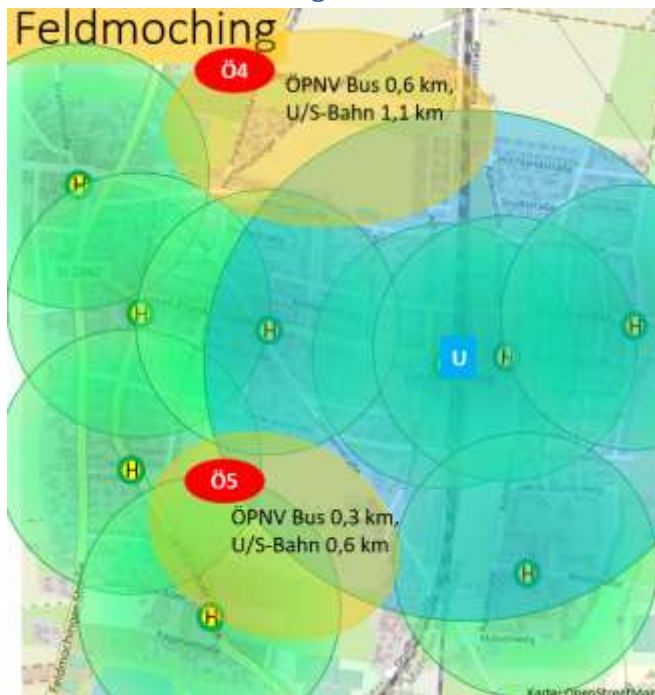 Feldmoching
Ö4
ÖPNV Bus 0,6 km,
U/S-Bahn 1,1 km
H
H
H
U
H
H
H
Ö5
ÖPNV Bus 0,3 km,
U/S-Bahn 0,6 km
H
H
Feldmochinger
Karte: OpenStreetMap